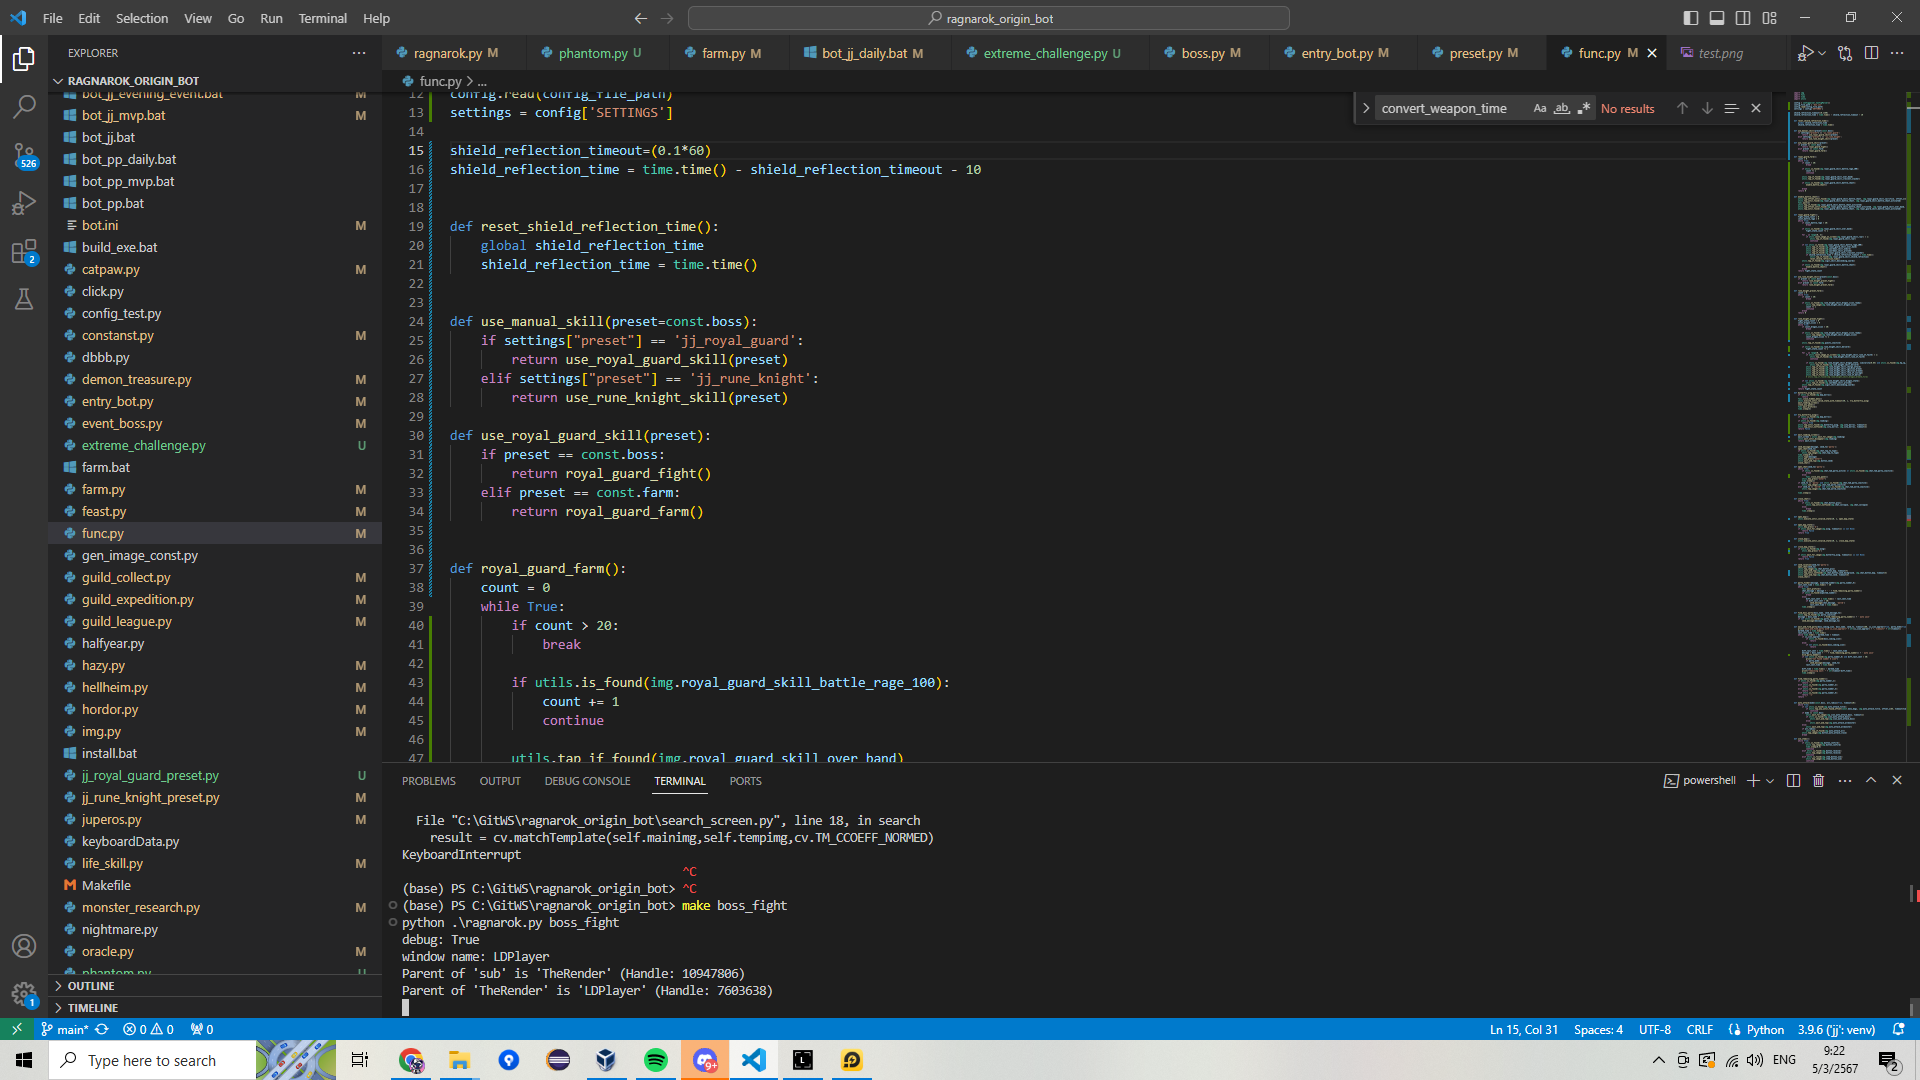 File Edit Selection View Go Run Terminal Help
ragnarok_origin_bot
EXPLORER
ragnarok.py M
phantom.py U
farm.py M
bot_jj_daily.bat M
extreme_challenge.py U
boss.py M
entry_bot.py M
preset.py M
func.py M
test.png
RAGNAROK_ORIGIN_BOT
func.py > ...
bot_jj_evening_event.bat M
bot_jj_mvp.bat M
bot_jj.bat
bot_pp_daily.bat
bot_pp_mvp.bat
bot_pp.bat
bot.ini M
build_exe.bat
catpaw.py M
click.py
config_test.py
constanst.py M
dbbb.py
demon_treasure.py M
entry_bot.py M
event_boss.py M
extreme_challenge.py U
farm.bat
farm.py M
feast.py M
func.py M
gen_image_const.py
guild_collect.py M
guild_expedition.py M
guild_league.py M
halfyear.py
hazy.py M
hellheim.py M
hordor.py M
img.py M
install.bat
jj_royal_guard_preset.py U
jj_rune_knight_preset.py M
juperos.py M
keyboardData.py
life_skill.py M
Makefile
monster_research.py M
nightmare.py
oracle.py M
phantom.py U
OUTLINE
TIMELINE
526
2
1
convert_weapon_time Aa ab No results
12 config.read(config_file_path)
13 settings = config['SETTINGS']
14
15 shield_reflection_timeout=(0.1*60)
16 shield_reflection_time = time.time() - shield_reflection_timeout - 10
17
18
19 def reset_shield_reflection_time():
20 global shield_reflection_time
21 shield_reflection_time = time.time()
22
23
24 def use_manual_skill(preset=const.boss):
25 if settings["preset"] == 'jj_royal_guard':
26 return use_royal_guard_skill(preset)
27 elif settings["preset"] == 'jj_rune_knight':
28 return use_rune_knight_skill(preset)
29
30 def use_royal_guard_skill(preset):
31 if preset == const.boss:
32 return royal_guard_fight()
33 elif preset == const.farm:
34 return royal_guard_farm()
35
36
37 def royal_guard_farm():
38 count = 0
39 while True:
40 if count > 20:
41 break
42
43 if utils.is_found(img.royal_guard_skill_battle_rage_100):
44 count += 1
45 continue
46
47 utils.tap_if_found(img.royal_guard_skill_over_band)
PROBLEMS OUTPUT DEBUG CONSOLE TERMINAL PORTS
powershell
File "C:\GitWS\ragnarok_origin_bot\search_screen.py", line 18, in search
result = cv.matchTemplate(self.mainimg,self.tempimg,cv.TM_CCOEFF_NORMED)
KeyboardInterrupt
^C
(base) PS C:\GitWS\ragnarok_origin_bot> ^C
(base) PS C:\GitWS\ragnarok_origin_bot> make boss_fight
python .\ragnarok.py boss_fight
debug: True
window name: LDPlayer
Parent of 'sub' is 'TheRender' (Handle: 10947806)
Parent of 'TheRender' is 'LDPlayer' (Handle: 7603638)
main* 0 0 0
Ln 15, Col 31 Spaces: 4 UTF-8 CRLF Python 3.9.6 ('jj': venv)
Type here to search
9+
ENG
9:22
5/3/2567
2